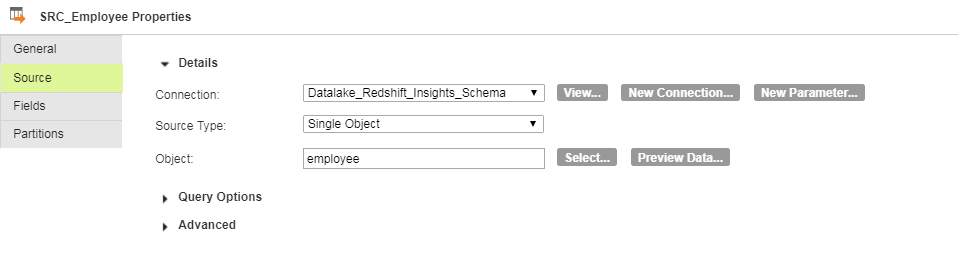 SRC_Employee Properties
General
Source
Fields
Partitions
Details
Connection: Datalake_Redshift_Insights_Schema View... New Connection... New Parameter...
Source Type: Single Object
Object: employee Select... Preview Data...
Query Options
Advanced